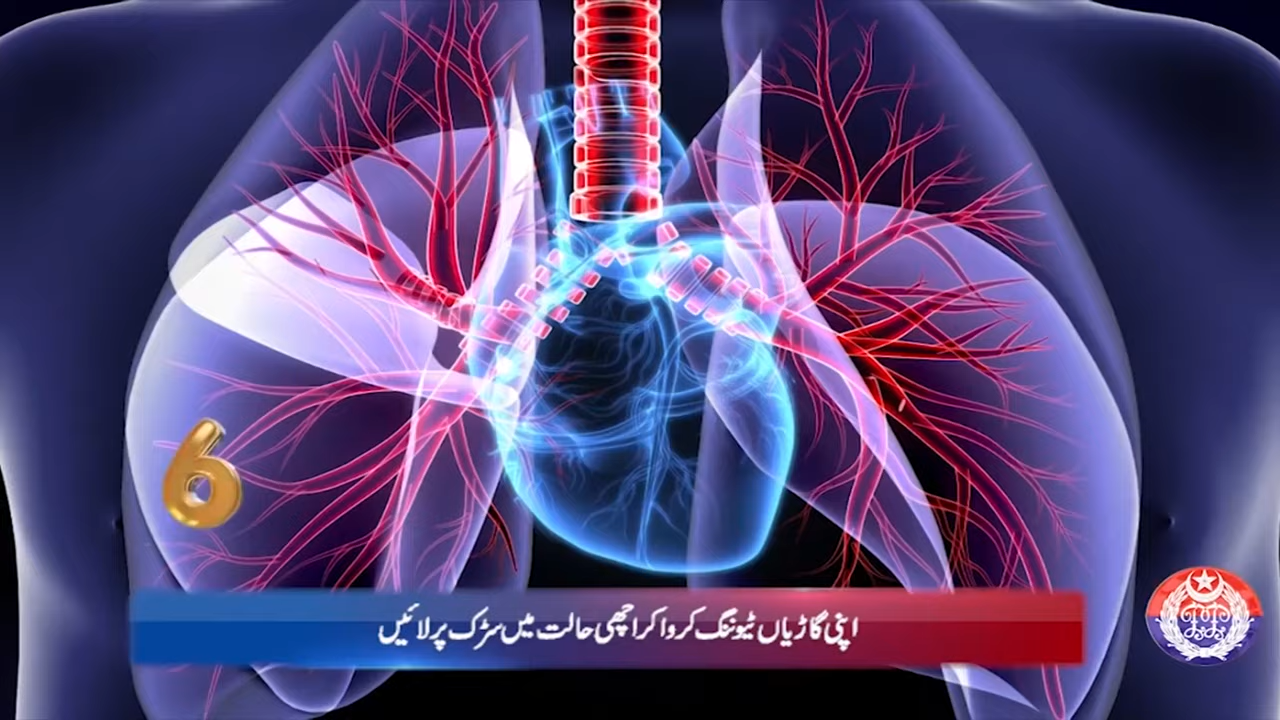 6
اپنی گاڑیاں ٹیوننگ کروا کر اچھی حالت میں سڑک پر لائیں